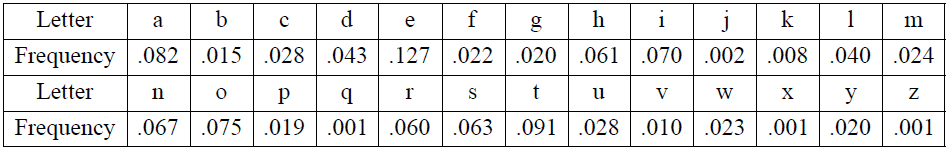 Letter a b c d e f g h i j k l m
Frequency .082 .015 .028 .043 .127 .022 .020 .061 .070 .002 .008 .040 .024
Letter n o p q r s t u v w x y z
Frequency .067 .075 .019 .001 .060 .063 .091 .028 .010 .023 .001 .020 .001